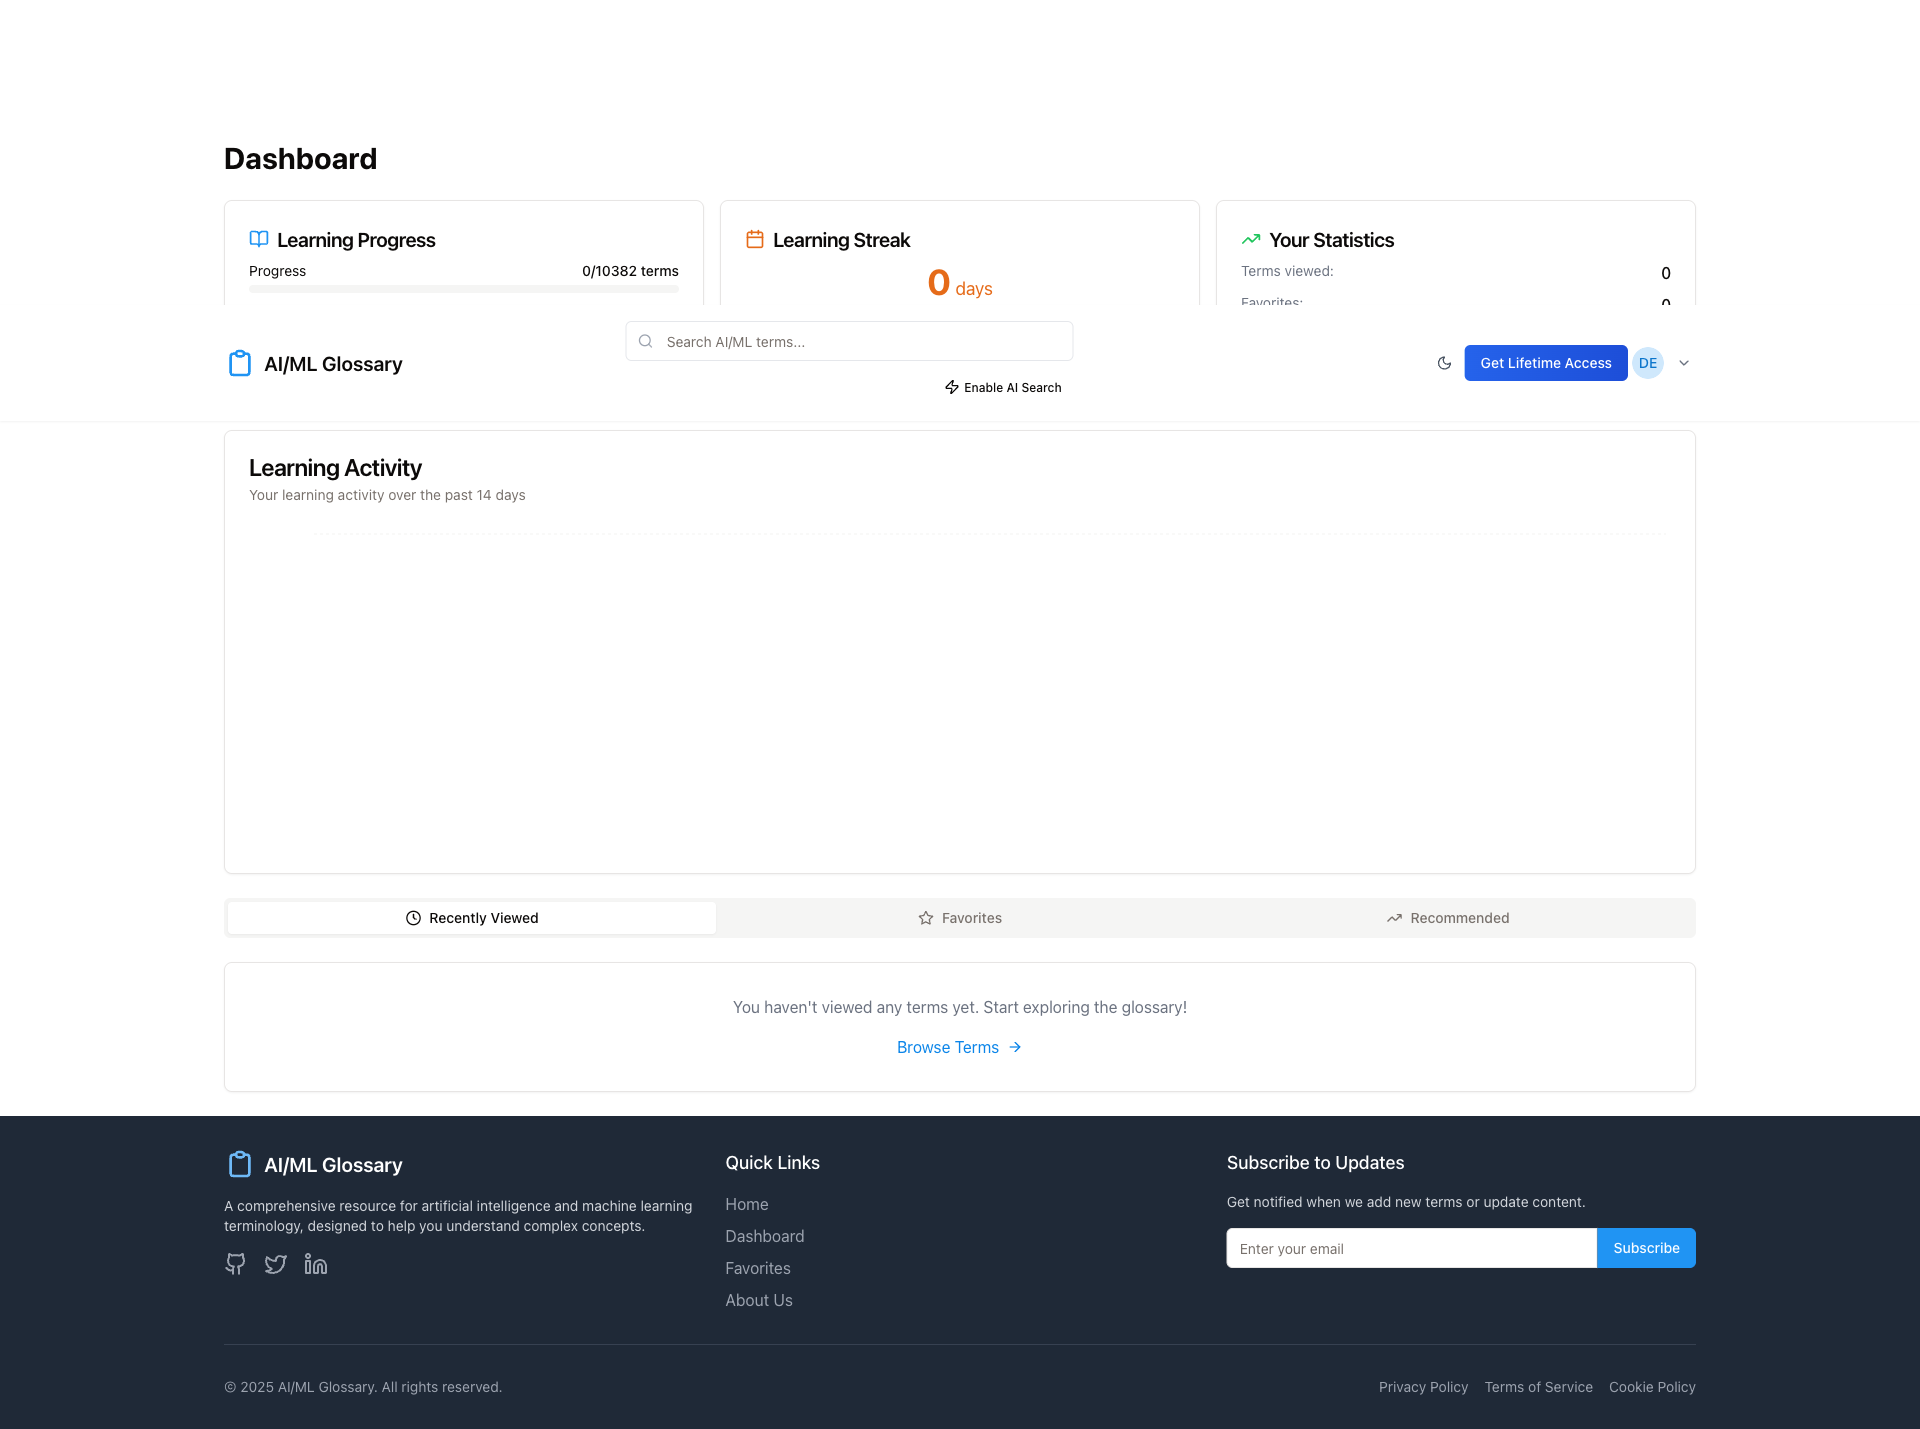 Dashboard
Learning Progress
Progress 0/10382 terms
Learning Streak
0 days
Your Statistics
Terms viewed: 0
Favorites: 0
AI/ML Glossary
Search AI/ML terms...
Enable AI Search
Get Lifetime Access
DE
Learning Activity
Your learning activity over the past 14 days
Recently Viewed
Favorites
Recommended
You haven't viewed any terms yet. Start exploring the glossary!
Browse Terms
AI/ML Glossary
A comprehensive resource for artificial intelligence and machine learning
terminology, designed to help you understand complex concepts.
Quick Links
Home
Dashboard
Favorites
About Us
Subscribe to Updates
Get notified when we add new terms or update content.
Enter your email
Subscribe
© 2025 AI/ML Glossary. All rights reserved.
Privacy Policy
Terms of Service
Cookie Policy